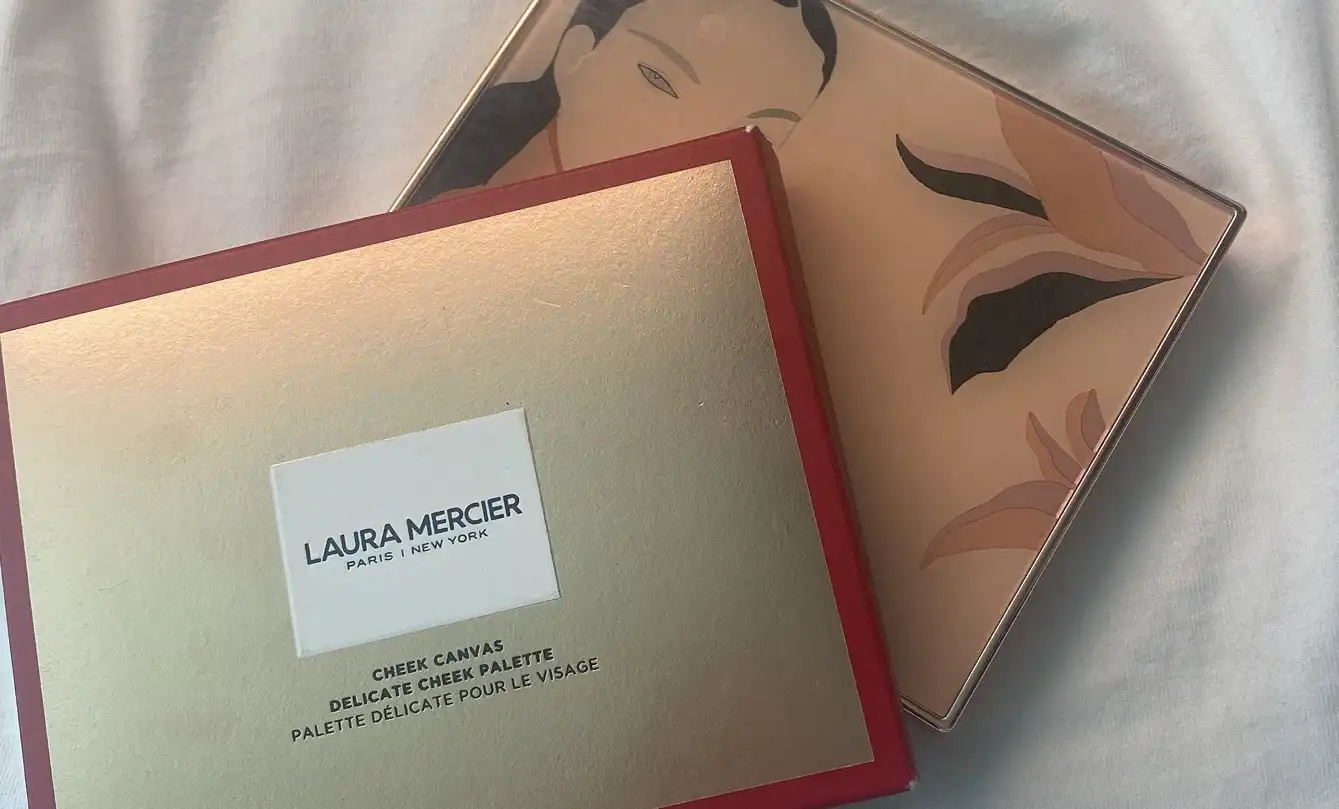 LAURA MERCIER
PARIS | NEW YORK
CHEEK CANVAS
DELICATE CHEEK PALETTE
PALETTE DÉLICATE POUR LE VISAGE